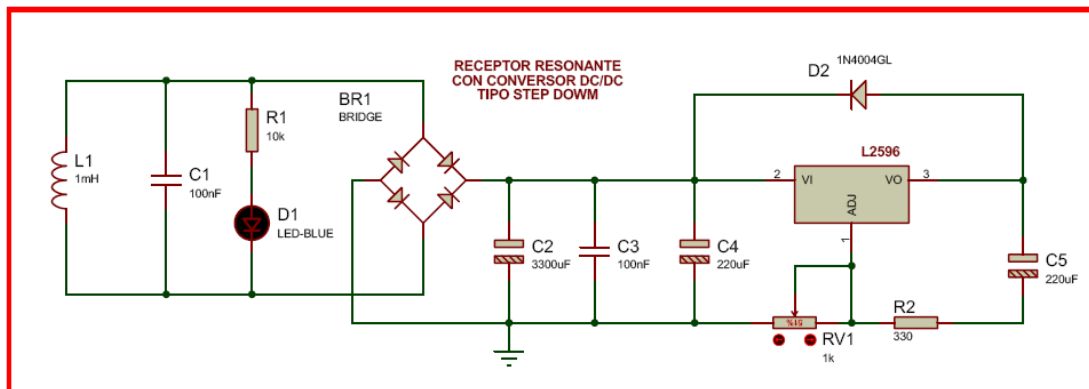 RECEPTOR RESONANTE
CON CONVERSOR DC/DC
TIPO STEP DOWM
L1
1mH
C1
100nF
R1
10k
D1
LED-BLUE
BR1
BRIDGE
C2
3300uF
C3
100nF
C4
220uF
D2
1N4004GL
L2596
2
VI
VO
3
ADJ
1
51%
RV1
1k
R2
330
C5
220uF